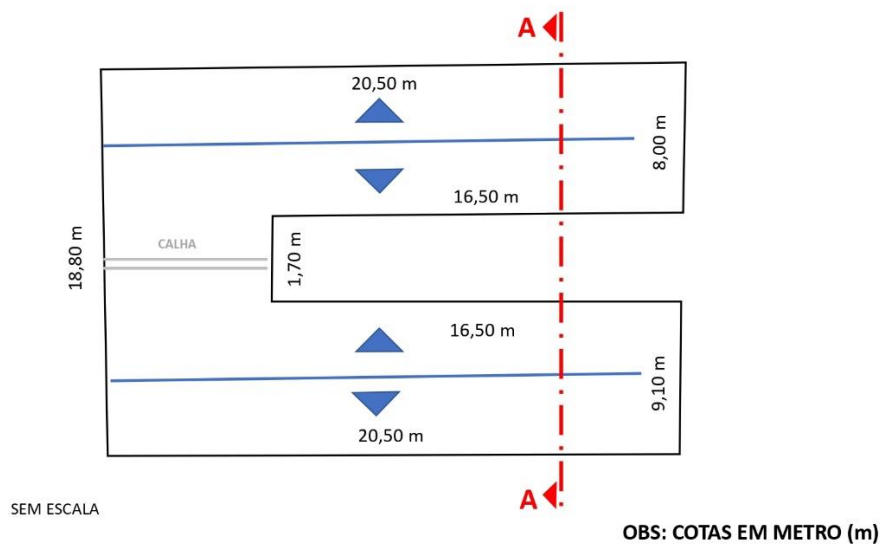 A
20,50 m
8,00 m
16,50 m
CALHA
1,70 m
18,80 m
16,50 m
9,10 m
20,50 m
A
SEM ESCALA
OBS: COTAS EM METRO (m)